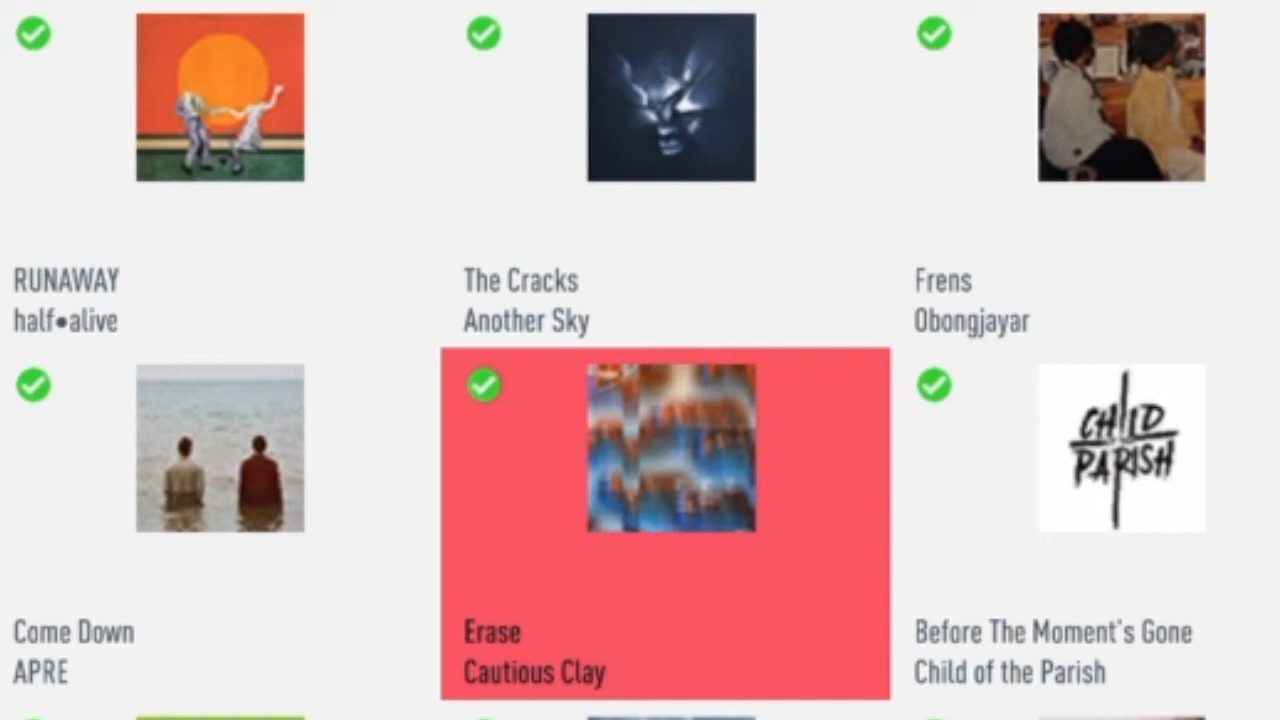 RUNAWAY
half•alive
The Cracks
Another Sky
Frens
Obongjayar
CHILD
PARISH
Come Down
APRE
Erase
Cautious Clay
Before The Moment's Gone
Child of the Parish